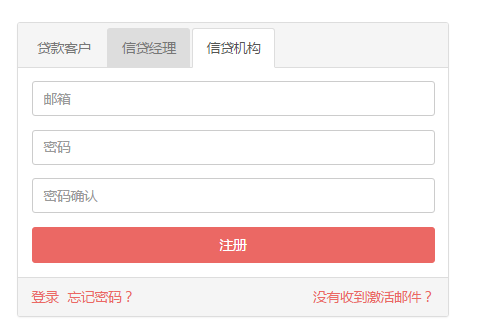 贷款客户 信贷经理 信贷机构
邮箱
密码
密码确认
注册
登录 忘记密码？ 没有收到激活邮件？